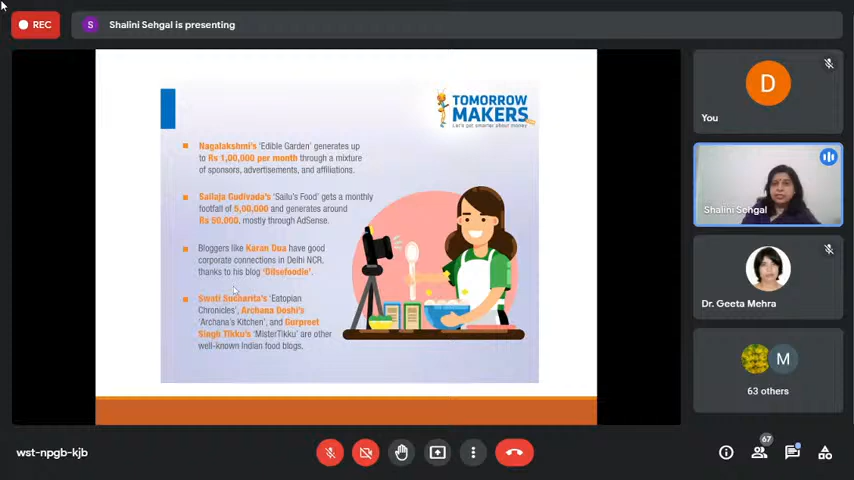 REC
S
Shalini Sehgal is presenting
TOMORROW
MAKERS
Let's get smarter about money
Nagalakshmi's 'Edible Garden' generates up
to Rs 1,00,000 per month through a mixture
of sponsors, advertisements, and affiliations.
Sailaja Gudivada's 'Sailu's Food' gets a monthly
footfall of 5,00,000 and generates around
Rs 50,000, mostly through AdSense.
Bloggers like Karan Dua have good
corporate connections in Delhi NCR,
thanks to his blog 'Dilsefoodie'.
Swati Sucharita's 'Eatopian
Chronicles', Archana Doshi's
'Archana's Kitchen', and Gurpreet
Singh Tikku's 'MisterTikku' are other
well-known Indian food blogs.
D
You
Shalini Sehgal
Dr. Geeta Mehra
M
63 others
wst-npgb-kjb
67